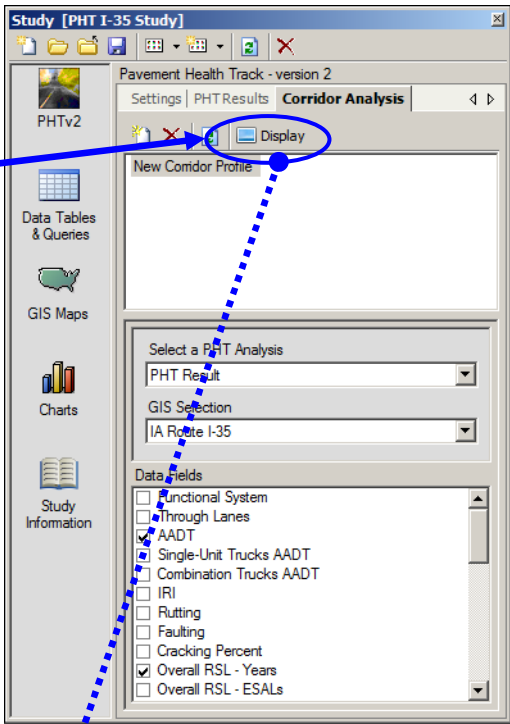 Study [PHT I-35 Study]
Pavement Health Track - version 2
Settings PHT Results Corridor Analysis
Display
New Corridor Profile
PHTv2
Data Tables
& Queries
GIS Maps
Charts
Study
Information
Select a PHT Analysis
PHT Result
GIS Selection
IA Route I-35
Data Fields
Functional System
Through Lanes
AADT
Single-Unit Trucks AADT
Combination Trucks AADT
IRI
Rutting
Faulting
Cracking Percent
Overall RSL - Years
Overall RSL - ESALs